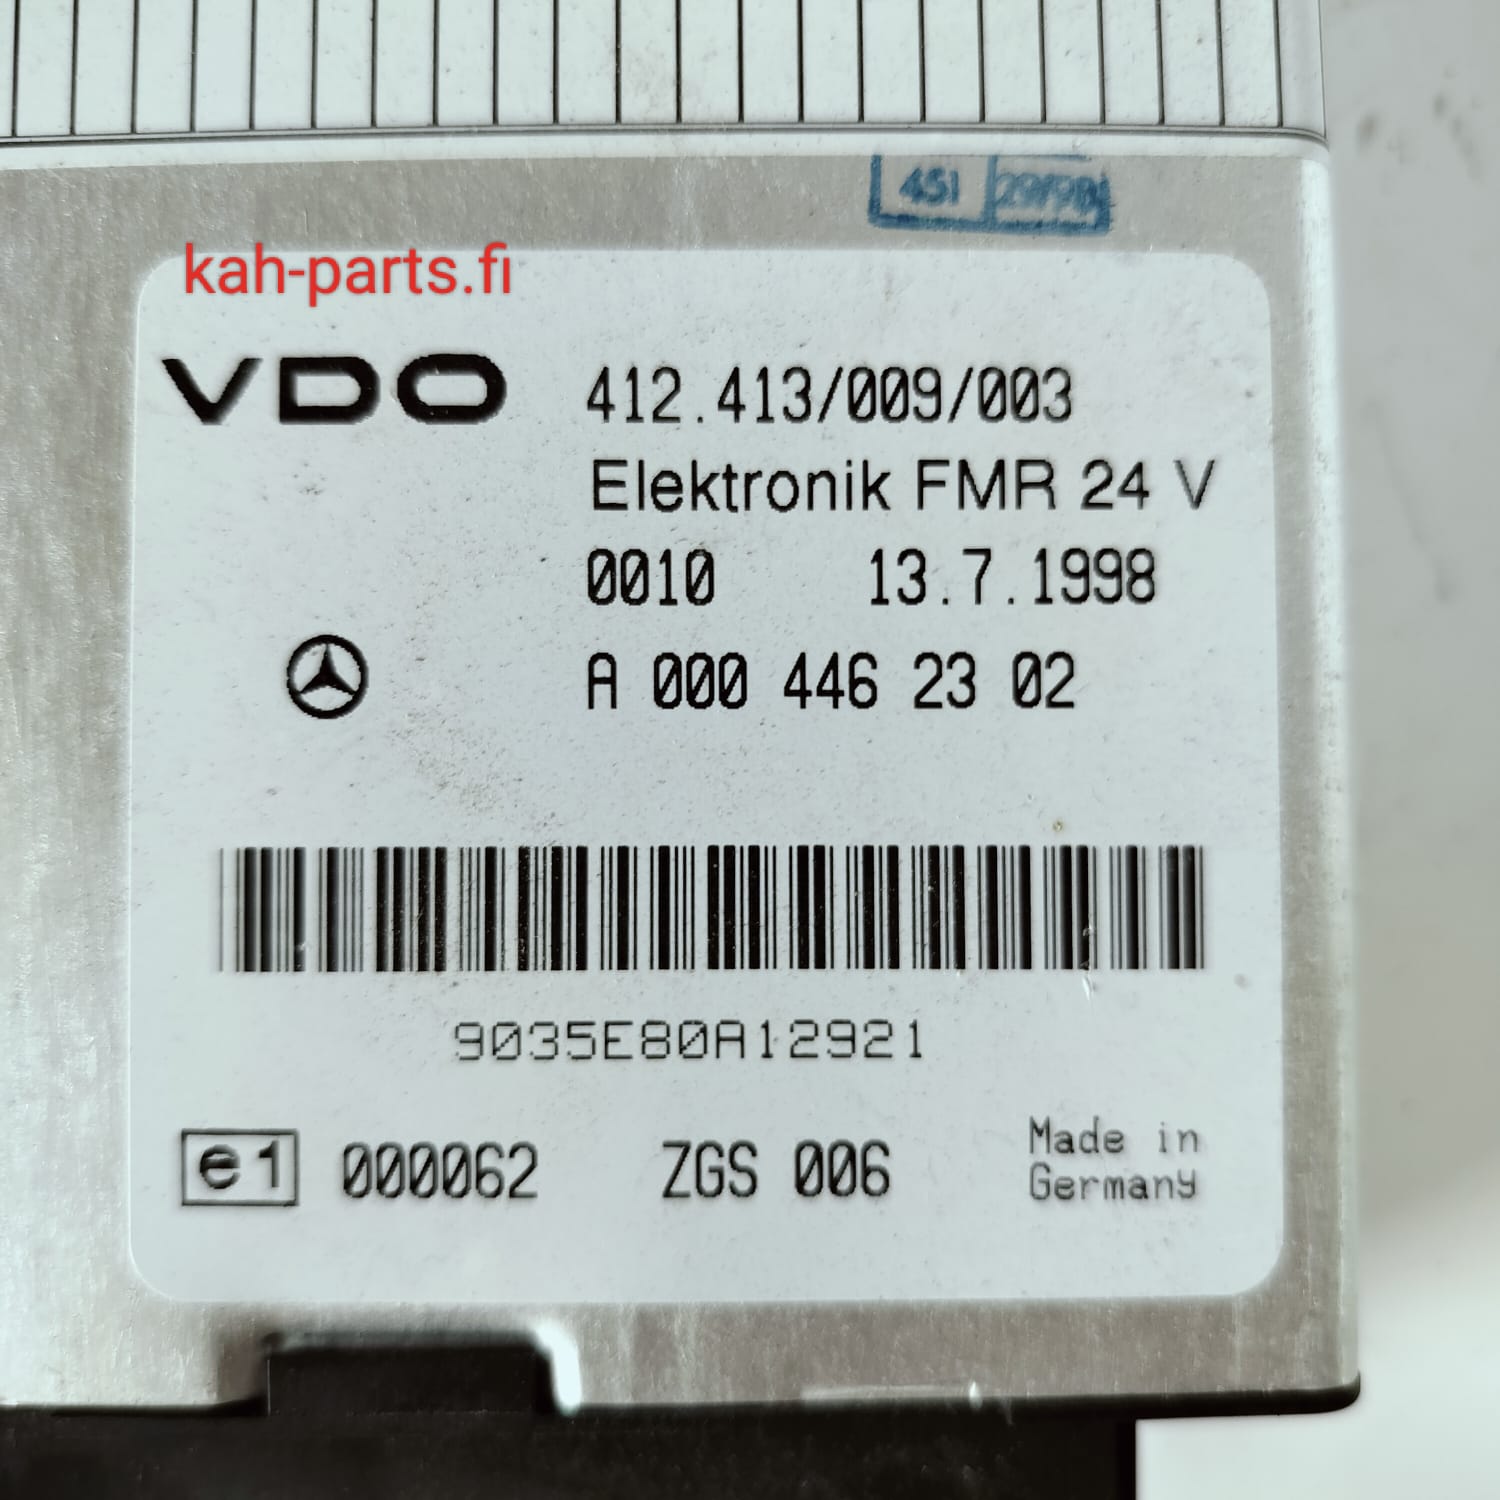 451 29/98
kah-parts.fi
VDO 412.413/009/003
Elektronik FMR 24 V
0010 13.7.1998
A 000 446 23 02
9035E80A12921
e1 000062 ZGS 006 Made in
Germany